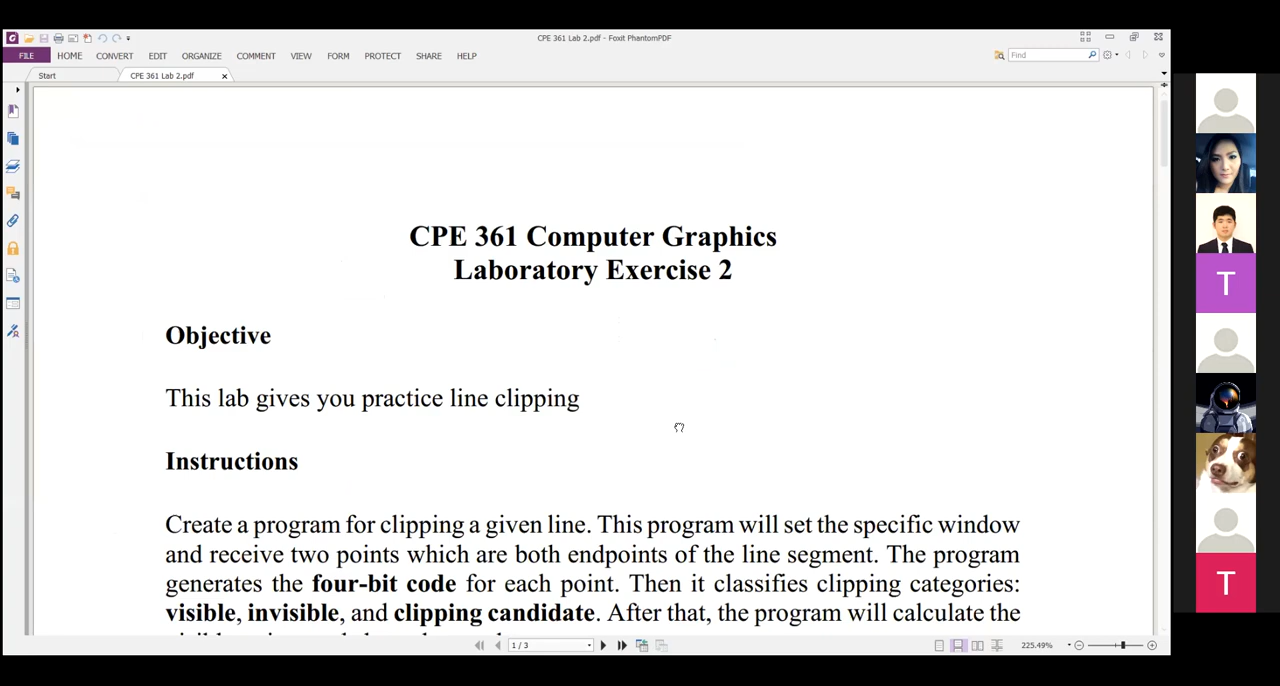 CPE 361 Lab 2.pdf - Foxit PhantomPDF
FILE HOME CONVERT EDIT ORGANIZE COMMENT VIEW FORM PROTECT SHARE HELP
Find
Start CPE 361 Lab 2.pdf
CPE 361 Computer Graphics
Laboratory Exercise 2
Objective
This lab gives you practice line clipping
Instructions
Create a program for clipping a given line. This program will set the specific window
and receive two points which are both endpoints of the line segment. The program
generates the four-bit code for each point. Then it classifies clipping categories:
visible, invisible, and clipping candidate. After that, the program will calculate the
1 / 3
225.49%
T
T